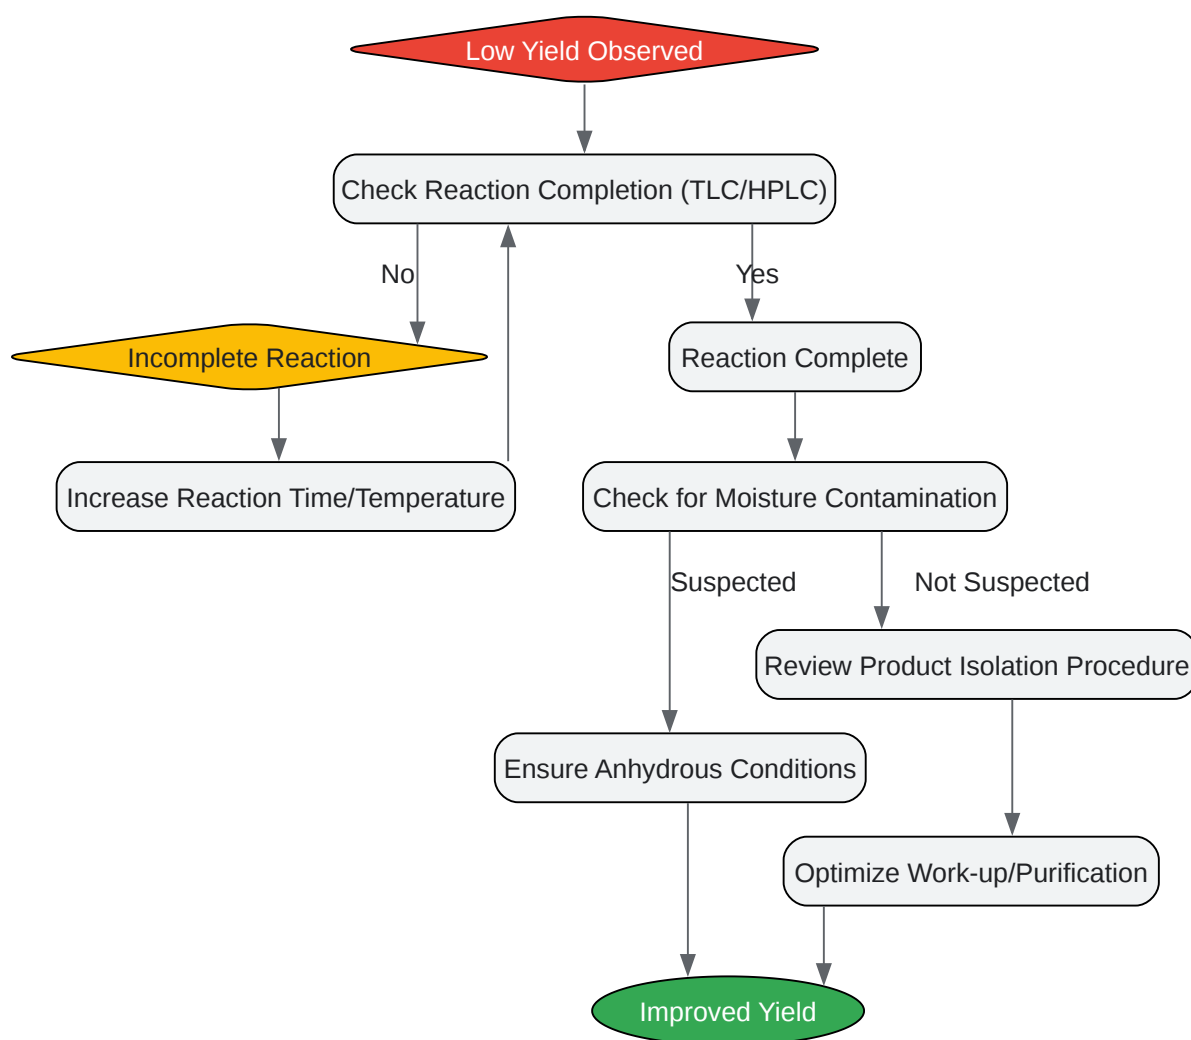 Low Yield Observed
Check Reaction Completion (TLC/HPLC)
No
Yes
Incomplete Reaction
Reaction Complete
Increase Reaction Time/Temperature
Check for Moisture Contamination
Suspected
Not Suspected
Review Product Isolation Procedure
Ensure Anhydrous Conditions
Optimize Work-up/Purification
Improved Yield